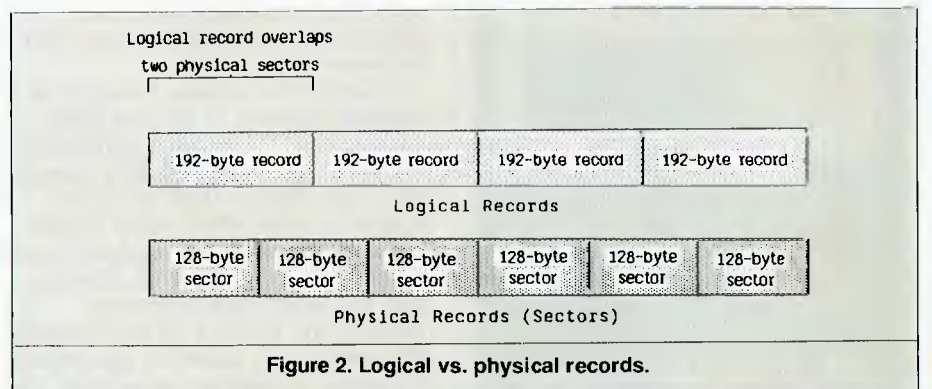 Logical record overlaps
two physical sectors
192-byte record 192-byte record 192-byte record 192-byte record
Logical Records
128-byte 128-byte 128-byte 128-byte 128-byte 128-byte
sector sector sector sector sector sector
Physical Records (Sectors)
Figure 2. Logical vs. physical records.